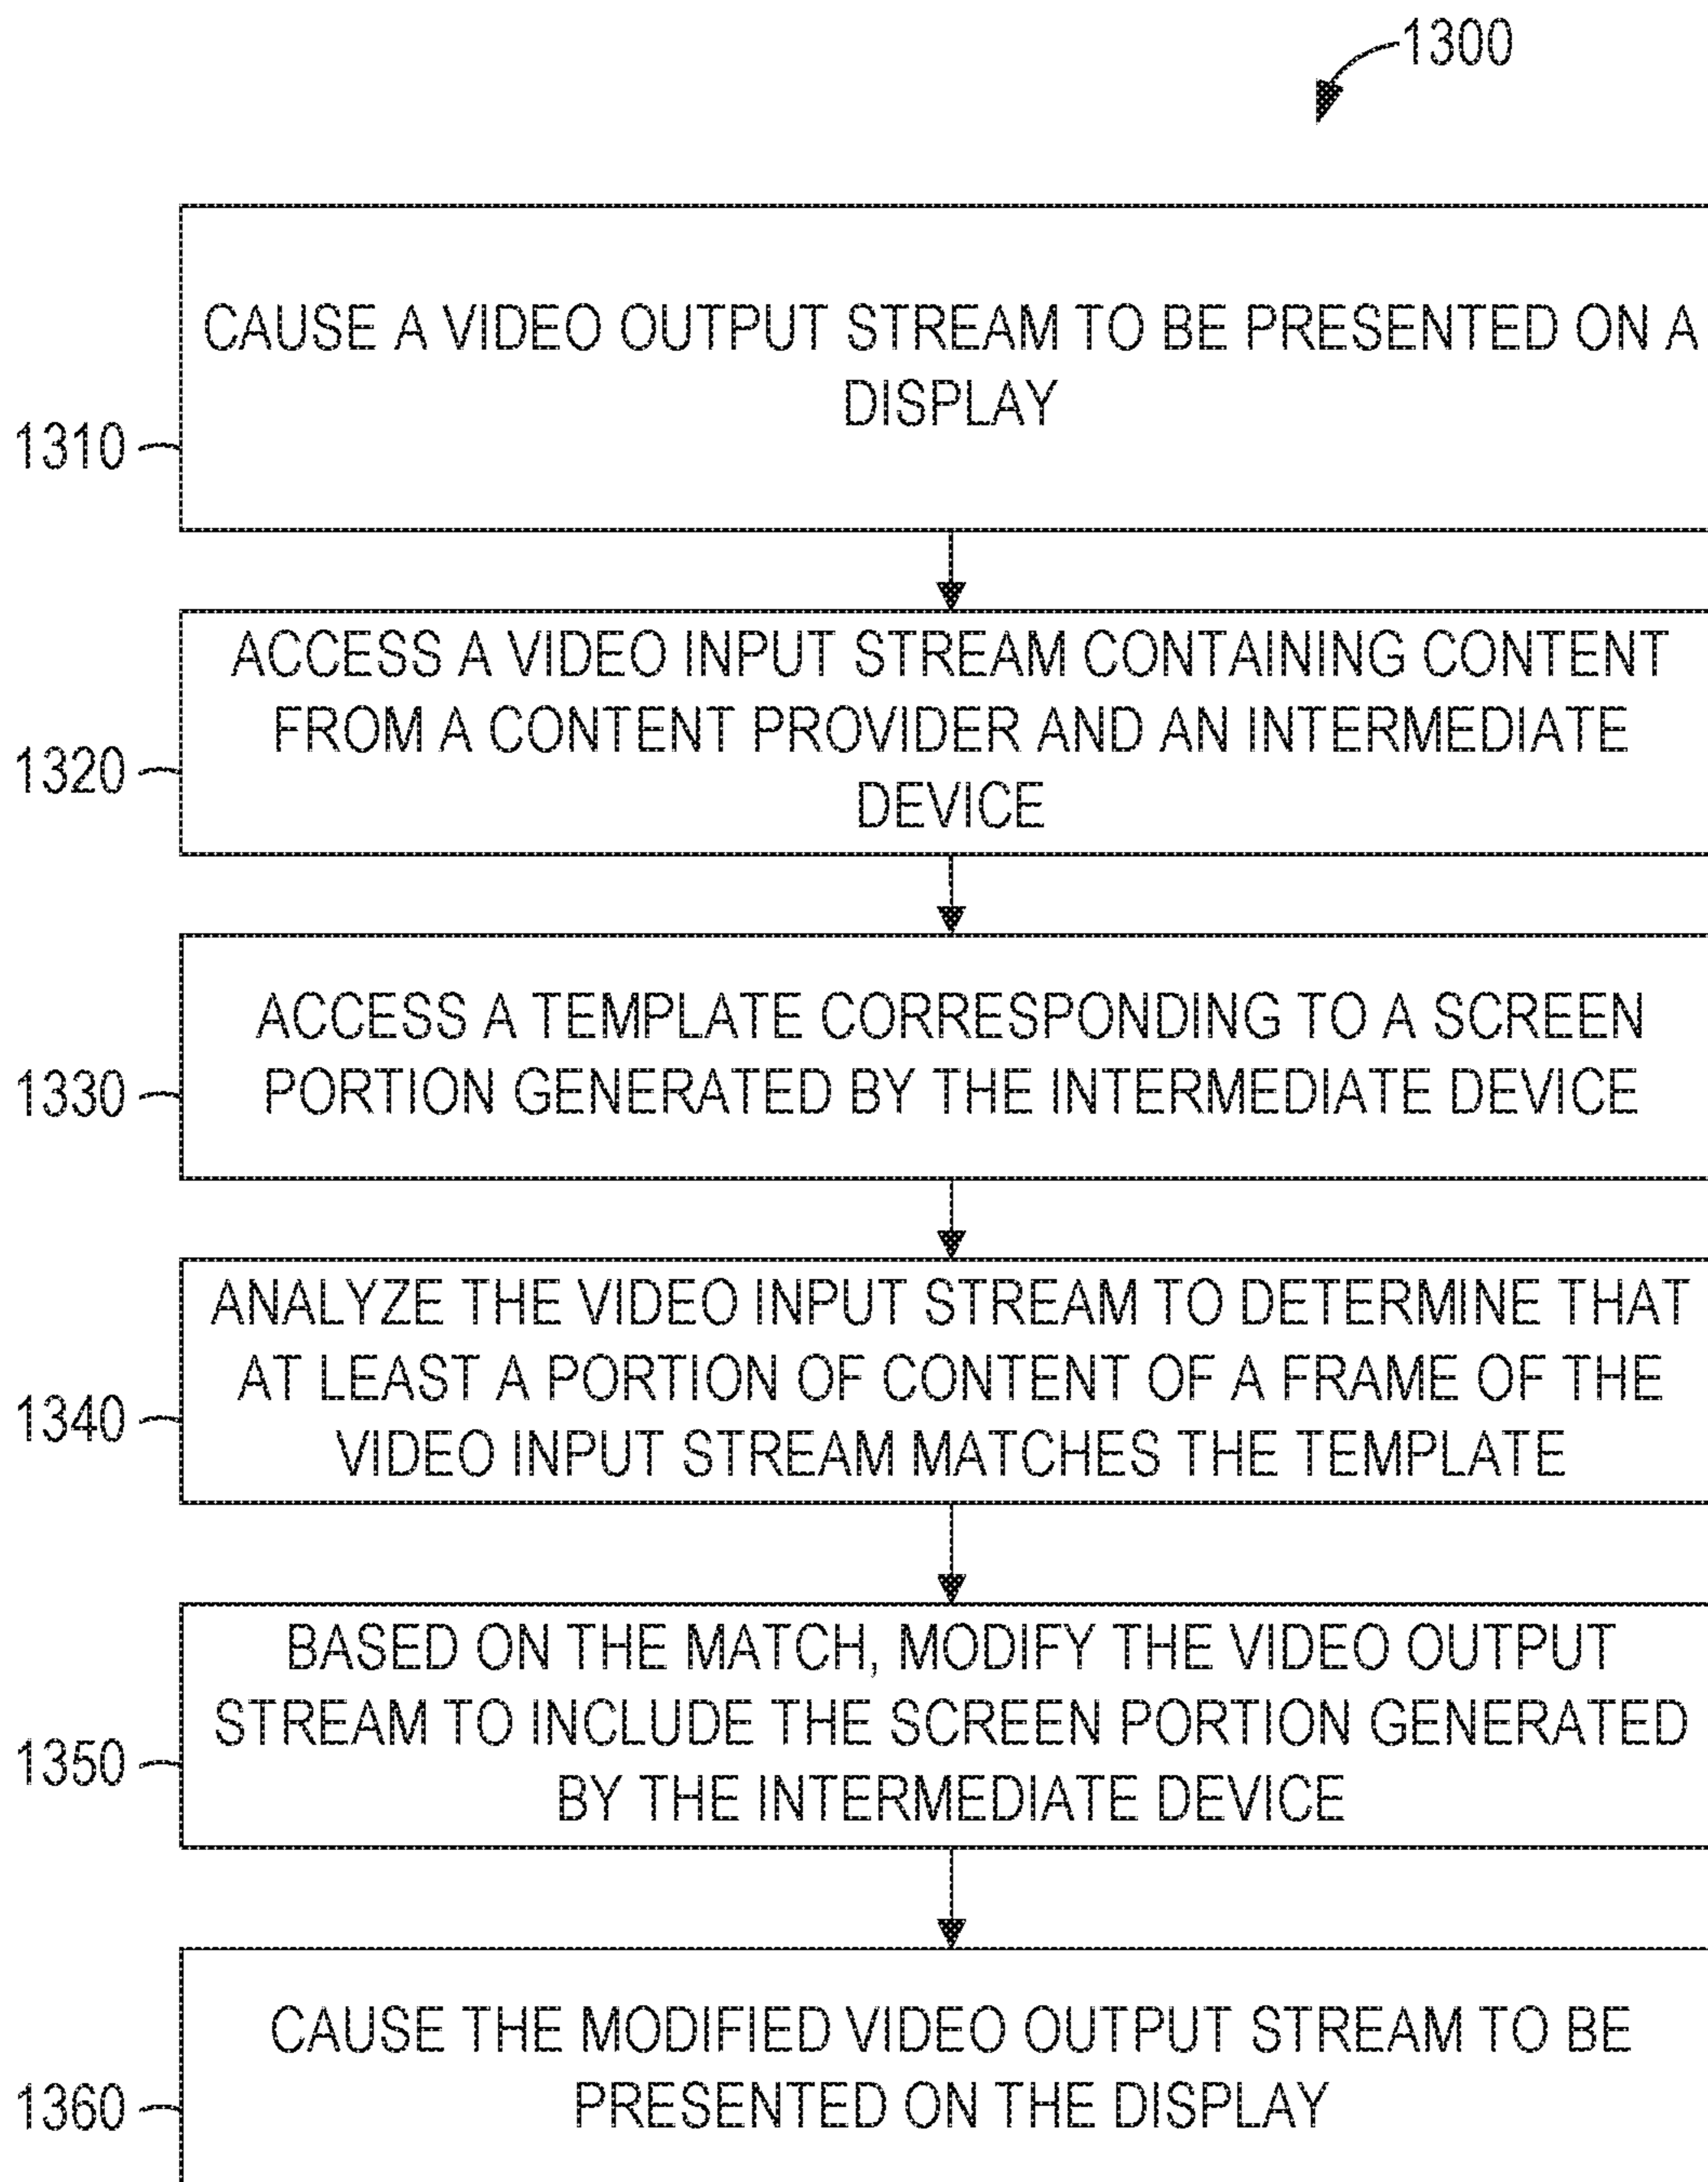 1300
CAUSE A VIDEO OUTPUT STREAM TO BE PRESENTED ON A
DISPLAY
1310
ACCESS A VIDEO INPUT STREAM CONTAINING CONTENT
FROM A CONTENT PROVIDER AND AN INTERMEDIATE
DEVICE
1320
ACCESS A TEMPLATE CORRESPONDING TO A SCREEN
PORTION GENERATED BY THE INTERMEDIATE DEVICE
1330
ANALYZE THE VIDEO INPUT STREAM TO DETERMINE THAT
AT LEAST A PORTION OF CONTENT OF A FRAME OF THE
VIDEO INPUT STREAM MATCHES THE TEMPLATE
1340
BASED ON THE MATCH, MODIFY THE VIDEO OUTPUT
STREAM TO INCLUDE THE SCREEN PORTION GENERATED
BY THE INTERMEDIATE DEVICE
1350
CAUSE THE MODIFIED VIDEO OUTPUT STREAM TO BE
PRESENTED ON THE DISPLAY
1360